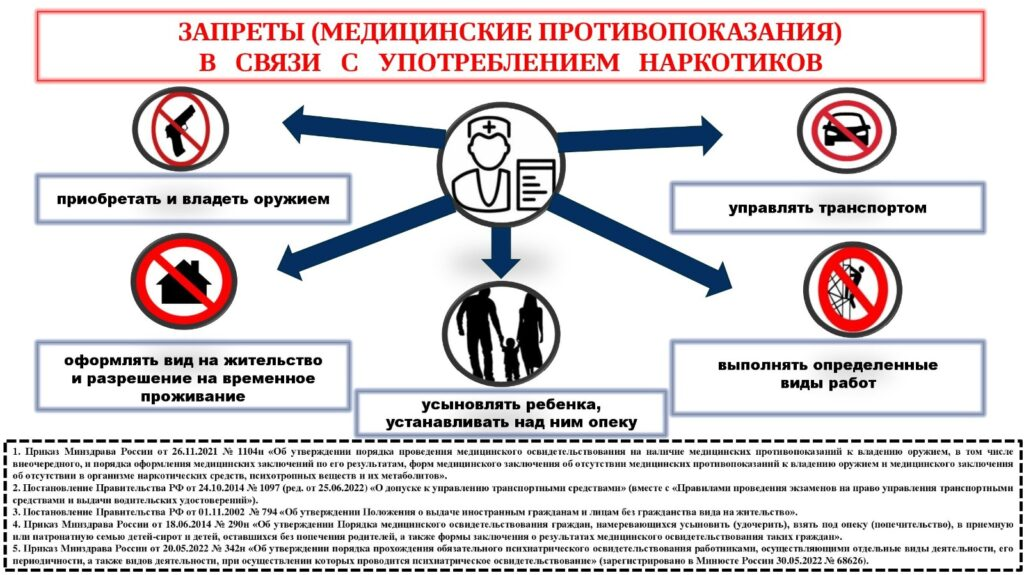 ЗАПРЕТЫ (МЕДИЦИНСКИЕ ПРОТИВОПОКАЗАНИЯ)
В СВЯЗИ С УПОТРЕБЛЕНИЕМ НАРКОТИКОВ
приобретать и владеть оружием
управлять транспортом
оформлять вид на жительство
и разрешение на временное
проживание
усыновлять ребенка,
устанавливать над ним опеку
выполнять определенные
виды работ
1. Приказ Минздрава России от 26.11.2021 № 1104н «Об утверждении порядка проведения медицинского освидетельствования на наличие медицинских противопоказаний к владению оружием, в том числе
внеочередного, и порядка оформления медицинских заключений по его результатам, форм медицинского заключения об отсутствии медицинских противопоказаний к владению оружием и медицинского заключения
об отсутствии в организме наркотических средств, психотропных веществ и их метаболитов».
2. Постановление Правительства РФ от 24.10.2014 № 1097 (ред. от 25.06.2022) «О допуске к управлению транспортными средствами» (вместе с «Правилами проведения экзаменов на право управления транспортными
средствами и выдачи водительских удостоверений»).
3. Постановление Правительства РФ от 01.11.2002 № 794 «Об утверждении Положения о выдаче иностранным гражданам и лицам без гражданства вида на жительство».
4. Приказ Минздрава России от 18.06.2014 № 290н «Об утверждении Порядка медицинского освидетельствования граждан, намеревающихся усыновить (удочерить), взять под опеку (попечительство), в приемную
или патронатную семью детей-сирот и детей, оставшихся без попечения родителей, а также формы заключения о результатах медицинского освидетельствования таких граждан».
5. Приказ Минздрава России от 20.05.2022 № 342н «Об утверждении порядка прохождения обязательного психиатрического освидетельствования работниками, осуществляющими отдельные виды деятельности, его
периодичности, а также видов деятельности, при осуществлении которых проводится психиатрическое освидетельствование» (зарегистрировано в Минюсте России 30.05.2022 № 68626).